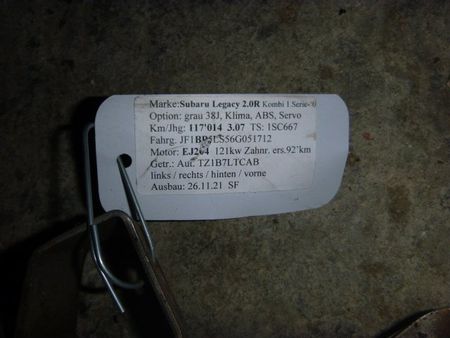 Marke:Subaru Legacy 2.0R Kombi 1.Serie-
Option: grau 38J, Klima, ABS, Servo
Km/Jhg: 117'014 3.07 TS: 1SC667
Fahrg. JF1BP5LS56G051712
Motor: EJ204 121kw Zahnr. ers.92'km
Getr.: Aut. TZ1B7LTCAB
links / rechts / hinten / vorne
Ausbau: 26.11.21 SF